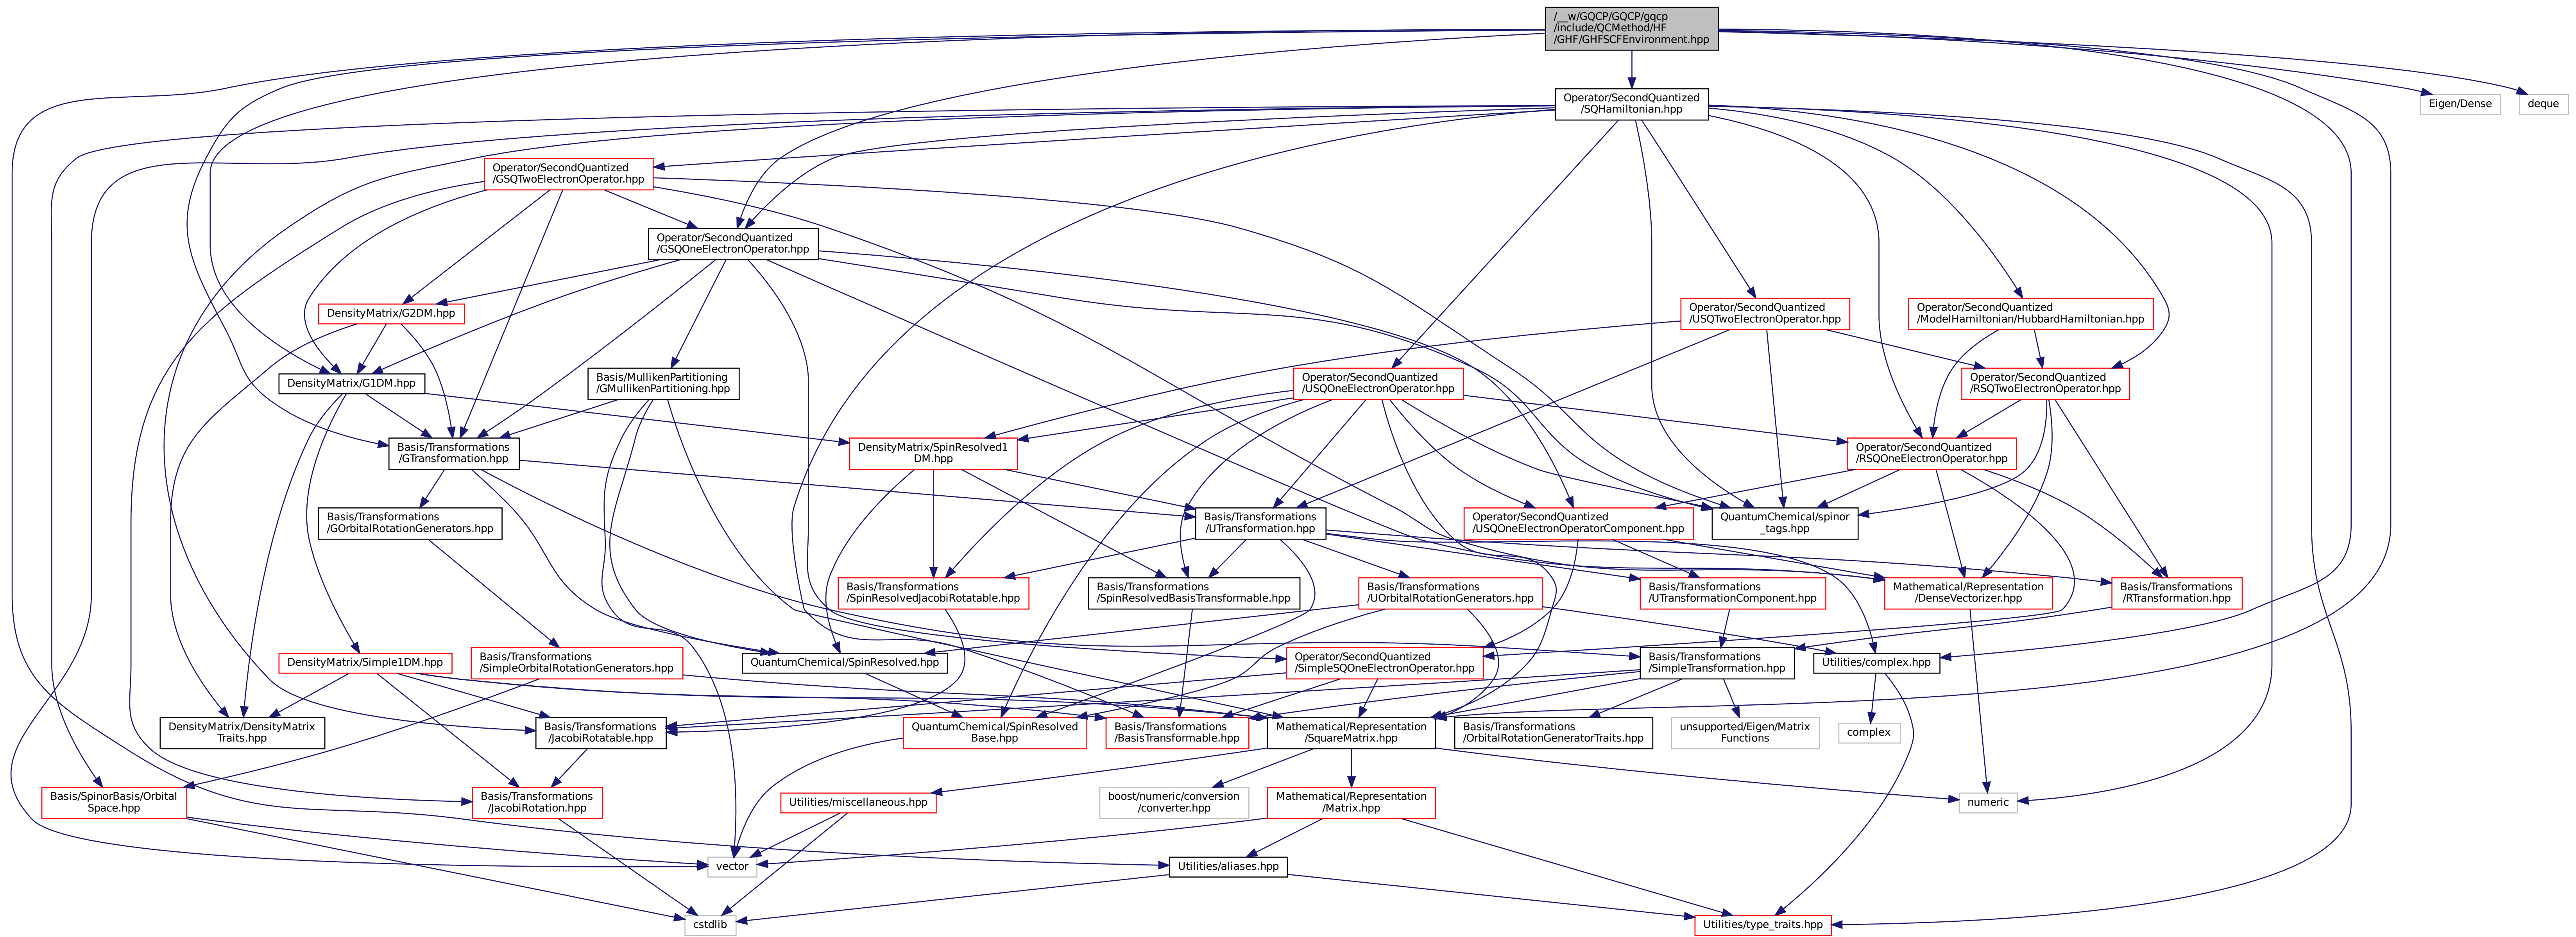 /__w/GQCP/GQCP/gqcp
/include/QCMethod/HF
/GHF/GHFSCFEnvironment.hpp
Operator/SecondQuantized
/SQHamiltonian.hpp
Eigen/Dense
deque
Operator/SecondQuantized
/GSQTwoElectronOperator.hpp
Operator/SecondQuantized
/GSQOneElectronOperator.hpp
DensityMatrix/G2DM.hpp
Operator/SecondQuantized
/USQTwoElectronOperator.hpp
Operator/SecondQuantized
/ModelHamiltonian/HubbardHamiltonian.hpp
DensityMatrix/G1DM.hpp
Basis/MullikenPartitioning
/GMullikenPartitioning.hpp
Operator/SecondQuantized
/USQOneElectronOperator.hpp
Operator/SecondQuantized
/RSQTwoElectronOperator.hpp
Basis/Transformations
/GTransformation.hpp
DensityMatrix/SpinResolved1
DM.hpp
Operator/SecondQuantized
/RSQOneElectronOperator.hpp
Basis/Transformations
/GOrbitalRotationGenerators.hpp
Basis/Transformations
/UTransformation.hpp
Operator/SecondQuantized
/USQOneElectronOperatorComponent.hpp
QuantumChemical/spinor
_tags.hpp
Basis/Transformations
/SpinResolvedJacobiRotatable.hpp
Basis/Transformations
/SpinResolvedBasisTransformable.hpp
Basis/Transformations
/UOrbitalRotationGenerators.hpp
Basis/Transformations
/UTransformationComponent.hpp
Mathematical/Representation
/DenseVectorizer.hpp
Basis/Transformations
/RTransformation.hpp
DensityMatrix/Simple1DM.hpp
Basis/Transformations
/SimpleOrbitalRotationGenerators.hpp
QuantumChemical/SpinResolved.hpp
Operator/SecondQuantized
/SimpleSQOneElectronOperator.hpp
Basis/Transformations
/SimpleTransformation.hpp
Utilities/complex.hpp
DensityMatrix/DensityMatrix
Traits.hpp
Basis/Transformations
/JacobiRotatable.hpp
QuantumChemical/SpinResolved
Base.hpp
Basis/Transformations
/BasisTransformable.hpp
Mathematical/Representation
/SquareMatrix.hpp
Basis/Transformations
/OrbitalRotationGeneratorTraits.hpp
unsupported/Eigen/Matrix
Functions
complex
Basis/SpinorBasis/Orbital
Space.hpp
Basis/Transformations
/JacobiRotation.hpp
Utilities/miscellaneous.hpp
boost/numeric/conversion
/converter.hpp
Mathematical/Representation
/Matrix.hpp
numeric
vector
Utilities/aliases.hpp
cstdlib
Utilities/type_traits.hpp